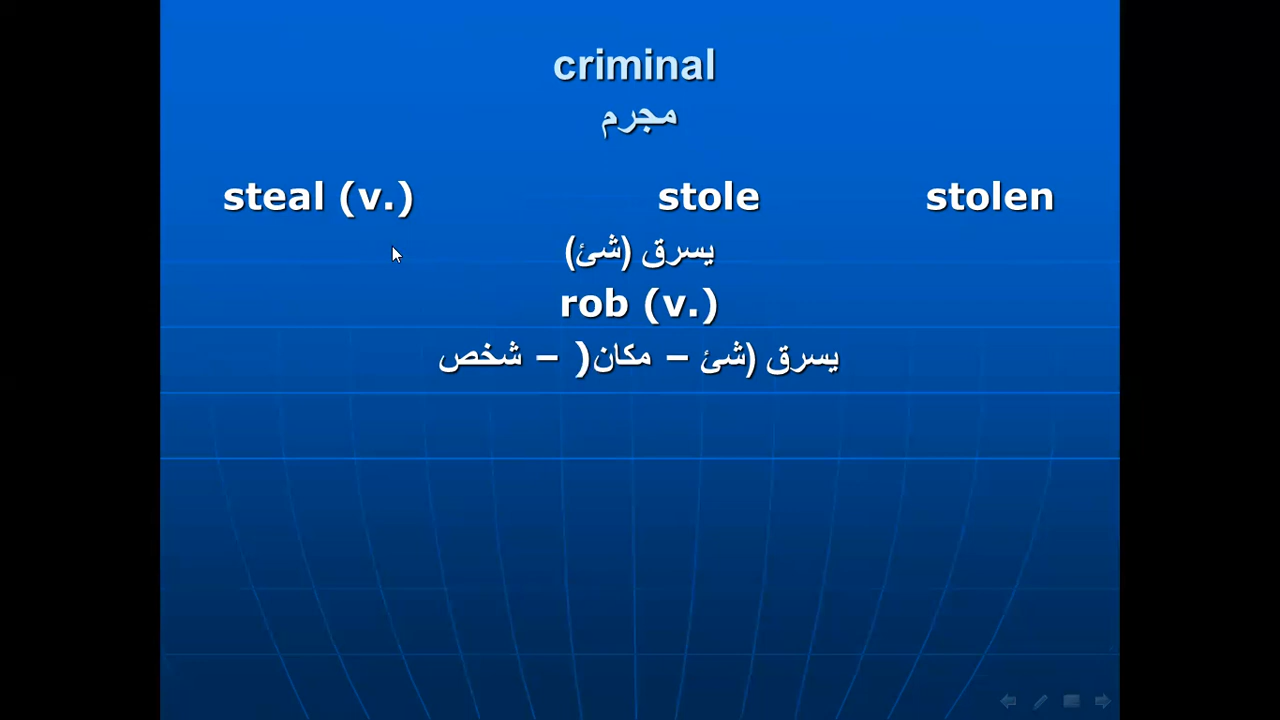 criminal
مجرم
steal (v.) stole stolen
يسرق (شئ)
rob (v.)
يسرق (شئ – مكان( – شخص